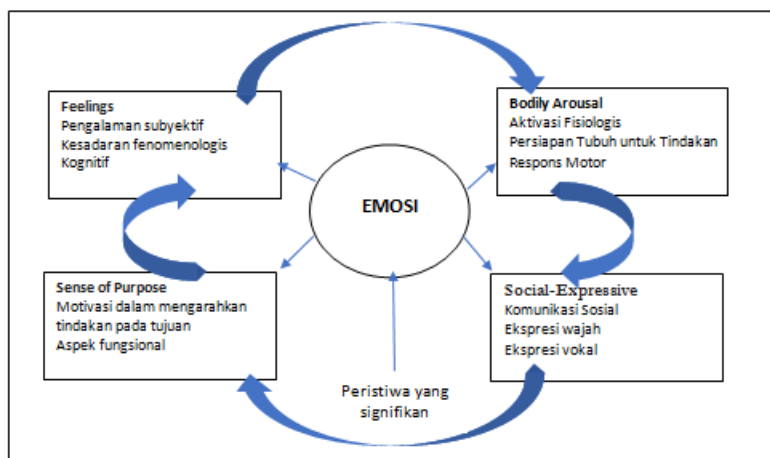 Feelings
Pengalaman subyektif
Kesadaran fenomenologis
Kognitif
Bodily Arousal
Aktivasi Fisiologis
Persiapan Tubuh untuk Tindakan
Respons Motor
EMOSI
Sense of Purpose
Motivasi dalam mengarahkan
tindakan pada tujuan
Aspek fungsional
Social-Expressive
Komunikasi Sosial
Ekspresi wajah
Ekspresi vokal
Peristiwa yang
signifikan